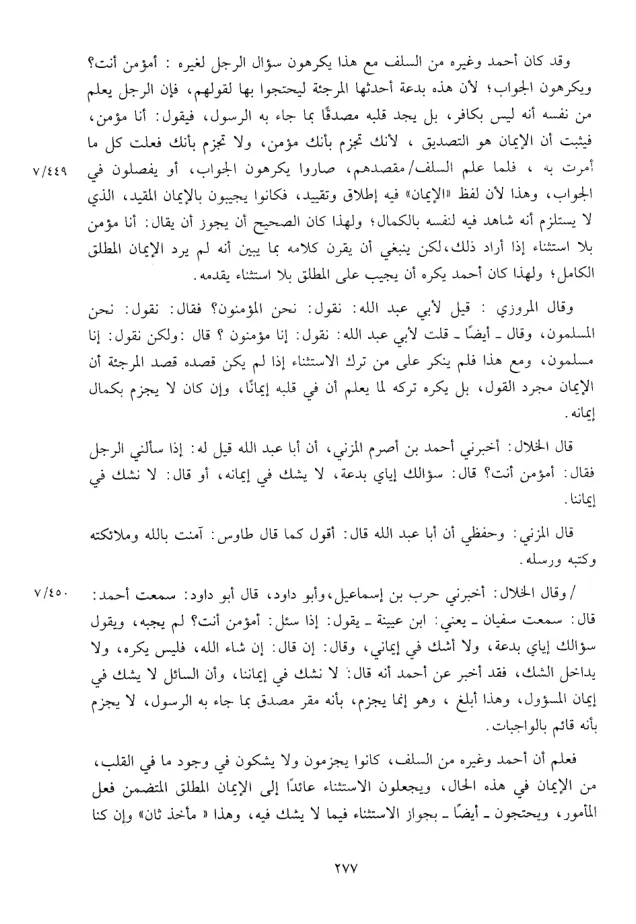 وقد كان أحمد وغيره من السلف مع هذا يكرهون سؤال الرجل لغيره : أمؤمن أنت؟
ويكرهون الجواب؛ لأن هذه بدعة أحدثها المرجئة ليحتجوا بها لقولهم، فإن الرجل يعلم
من نفسه أنه ليس بكافر، بل يجد قلبه مصدقًا بما جاء به الرسول، فيقول: أنا مؤمن،
فيثبت أن الإيمان هو التصديق ، لأنك تجزم بأنك مؤمن، ولا تجزم بأنك فعلت كل ما
أمرت به ، فلما علم السلف/ مقصدهم، صاروا يكرهون الجواب، أو يفصلون في
٧/٤٤٩
الجواب، وهذا لأن لفظ «الإيمان» فيه إطلاق وتقييد، فكانوا يجيبون بالإيمان المقيد، الذي
لا يستلزم أنه شاهد فيه لنفسه بالكمال؛ ولهذا كان الصحيح أن يجوز أن يقال: أنا مؤمن
بلا استثناء إذا أراد ذلك،لكن ينبغي أن يقرن كلامه بما يبين أنه لم يرد الإيمان المطلق
الكامل؛ ولهذا كان أحمد يكره أن يجيب على المطلق بلا استثناء يقدمه.
وقال المروزي : قيل لأبي عبد الله: نقول: نحن المؤمنون؟ فقال: نقول: نحن
المسلمون، وقال ـ أيضًا ـ قلت لأبي عبد الله: نقول: إنا مؤمنون ؟ قال :ولكن نقول: إنا
مسلمون، ومع هذا فلم ينكر على من ترك الاستثناء إذا لم يكن قصده قصد المرجئة أن
الإيمان مجرد القول، بل يكره تركه لما يعلم أن في قلبه إيمانًا، وإن كان لا يجزم بكمال
إيمانه.
قال الخلال: أخبرني أحمد بن أصرم المزني، أن أبا عبد الله قيل له: إذا سألني الرجل
فقال: أمؤمن أنت؟ قال: سؤالك إياي بدعة، لا يشك في إيمانه، أو قال: لا نشك في
إيماننا.
قال المزني: وحفظي أن أبا عبد الله قال: أقول كما قال طاوس: آمنت بالله وملائكته
وكتبه ورسله.
/ وقال الخلال: أخبرني حرب بن إسماعيل،وأبو داود، قال أبو داود: سمعت أحمد:
٧/٤٥٠
قال: سمعت سفيان ـ يعني: ابن عيينة ـ يقول: إذا سئل: أمؤمن أنت؟ لم يجبه، ويقول
سؤالك إياي بدعة، ولا أشك في إيماني، وقال: إن قال: إن شاء الله، فليس يكره، ولا
يداخل الشك، فقد أخبر عن أحمد أنه قال: لا نشك في إيماننا، وأن السائل لا يشك في
إيمان المسؤول، وهذا أبلغ ، وهو إنما يجزم، بأنه مقر مصدق بما جاء به الرسول، لا يجزم
بأنه قائم بالواجبات.
فعلم أن أحمد وغيره من السلف، كانوا يجزمون ولا يشكون في وجود ما في القلب،
من الإيمان في هذه الحال، ويجعلون الاستثناء عائدًا إلى الإيمان المطلق المتضمن فعل
المأمور، ويحتجون ـ أيضًا ـ بجواز الاستثناء فيما لا يشك فيه، وهذا « مأخذ ثان» وإن كنا
٢٧٧